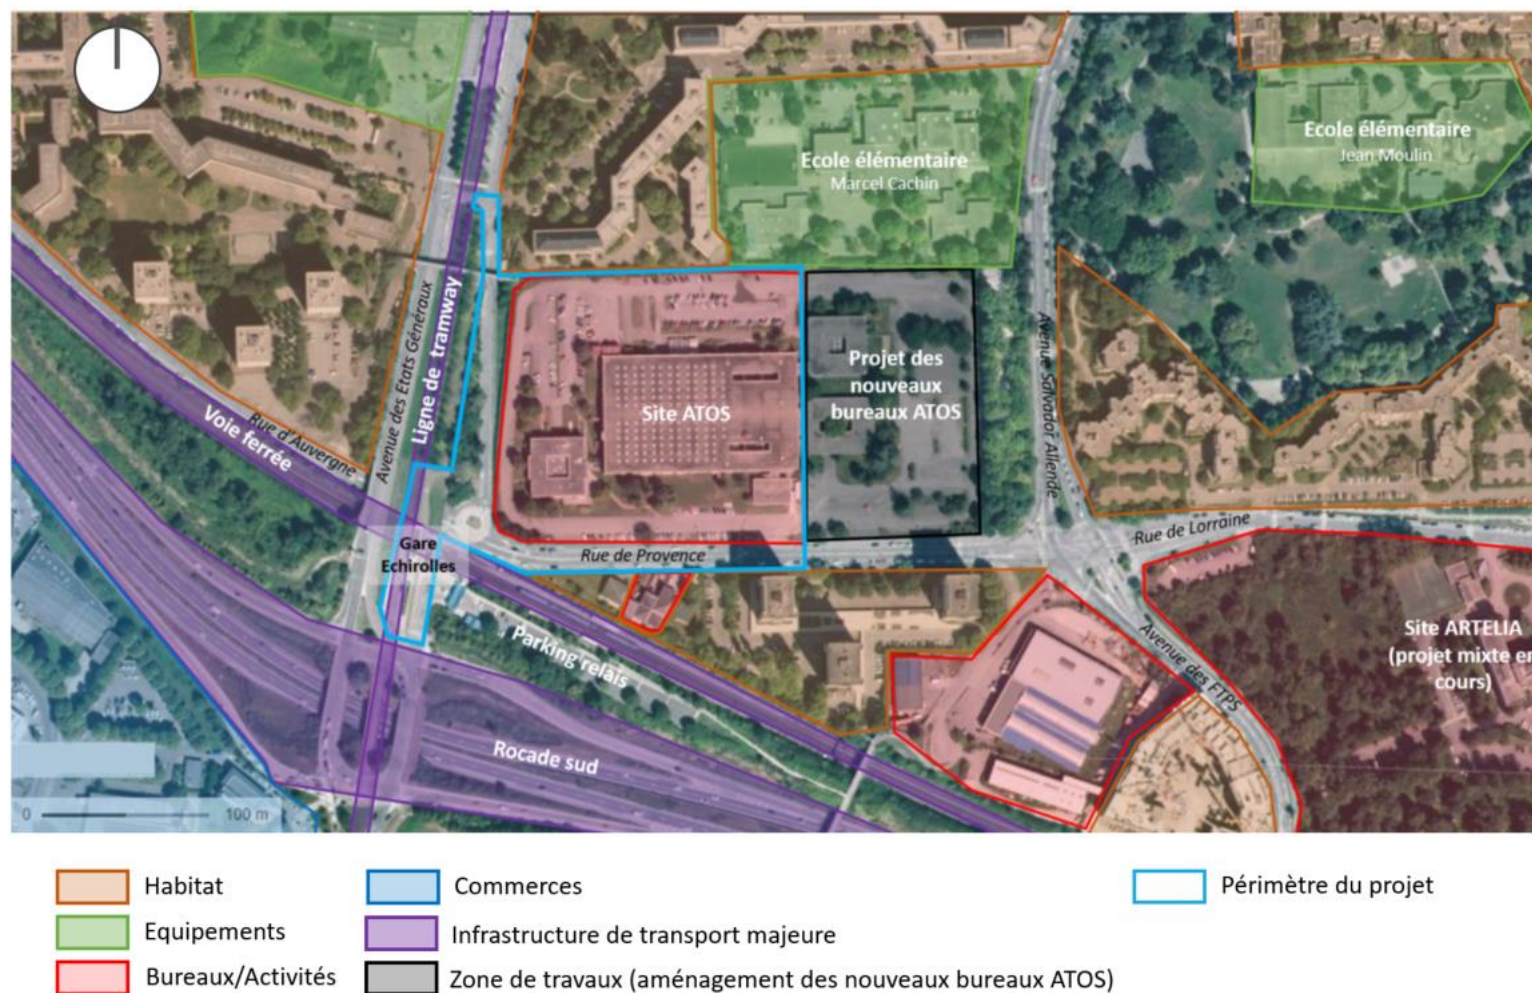 Ecole élémentaire
Marcel Cachin
Ecole élémentaire
Jean Moulin
Avenue des Etats Généraux
Ligne de tramway
Voie ferrée
Rue d'Auvergne
Site ATOS
Projet des
nouveaux
bureaux ATOS
Avenue Salvador Allende
Rue de Lorraine
Gare
Echirolles
Rue de Provence
Parking relais
Avenue des FTPS
Site ARTELIA
(projet mixte en
cours)
Rocade sud
0 100 m
Habitat
Commerces
Périmètre du projet
Equipements
Infrastructure de transport majeure
Bureaux/Activités
Zone de travaux (aménagement des nouveaux bureaux ATOS)